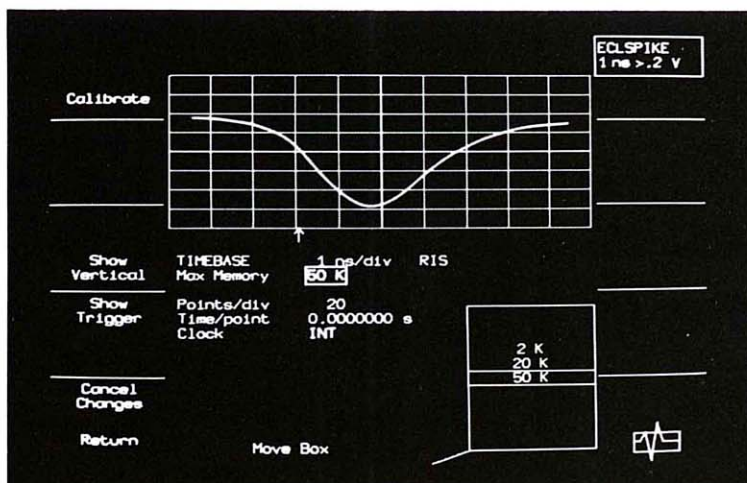 ECLSPIKE
1 ns >.2 V
Calibrate
Show
Vertical
TIMEBASE 1 ns/div RIS
Max Memory 50 K
Show
Trigger
Points/div 20
Time/point 0.0000000 s
Clock INT
2 K
20 K
50 K
Cancel
Changes
Return
Move Box